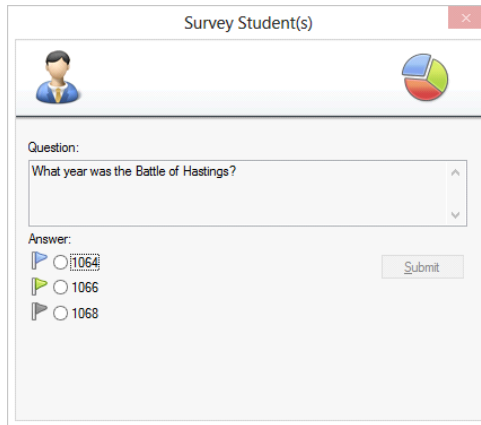 Survey Student(s)
Question:
What year was the Battle of Hastings?
Answer:
1064
Submit
1066
1068